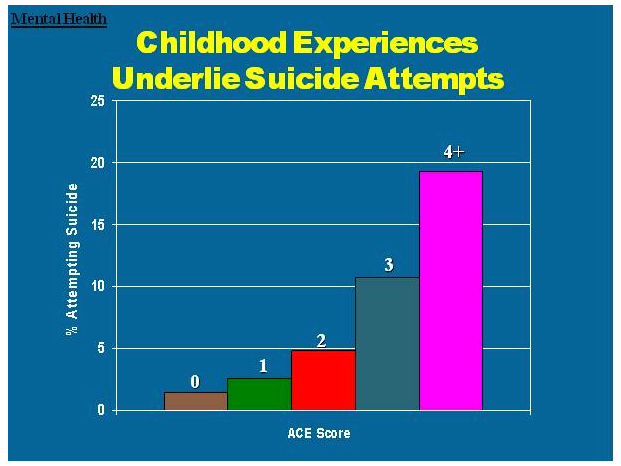 Mental Health
Childhood Experiences
Underlie Suicide Attempts
25
20
15
10
5
0
% Attempting Suicide
0
1
2
3
4+
ACE Score